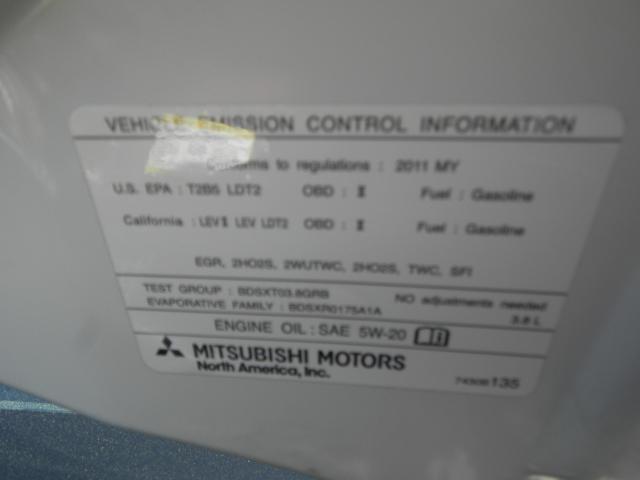 VEHICLE EMISSION CONTROL INFORMATION
Conforms to regulations : 2011 MY
U.S. EPA : T2B5 LDT2 OBD : II Fuel : Gasoline
California : LEVII LEV LDT2 OBD : II Fuel : Gasoline
EGR, 2HO2S, 2WUTWC, 2HO2S, TWC, SFI
TEST GROUP : BDSXT03.8GRB NO adjustments needed
EVAPORATIVE FAMILY : BDSXR0175A1A 3.8 L
ENGINE OIL : SAE 5W-20
MITSUBISHI MOTORS
North America, Inc.